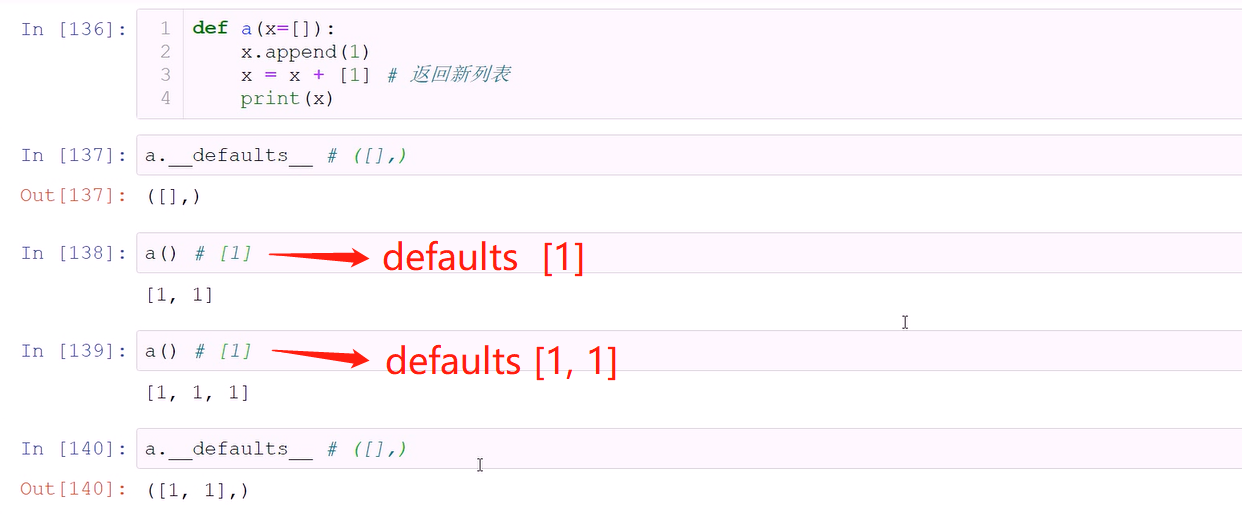 In [136]:
1 def a(x=[]):
2 x.append(1)
3 x = x + [1] # 返回新列表
4 print(x)
In [137]: a.__defaults__ # ([],)
Out[137]: ([],)
In [138]: a() # [1] defaults [1]
[1, 1]
In [139]: a() # [1] defaults [1, 1]
[1, 1, 1]
In [140]: a.__defaults__ # ([],)
Out[140]: ([1, 1],)